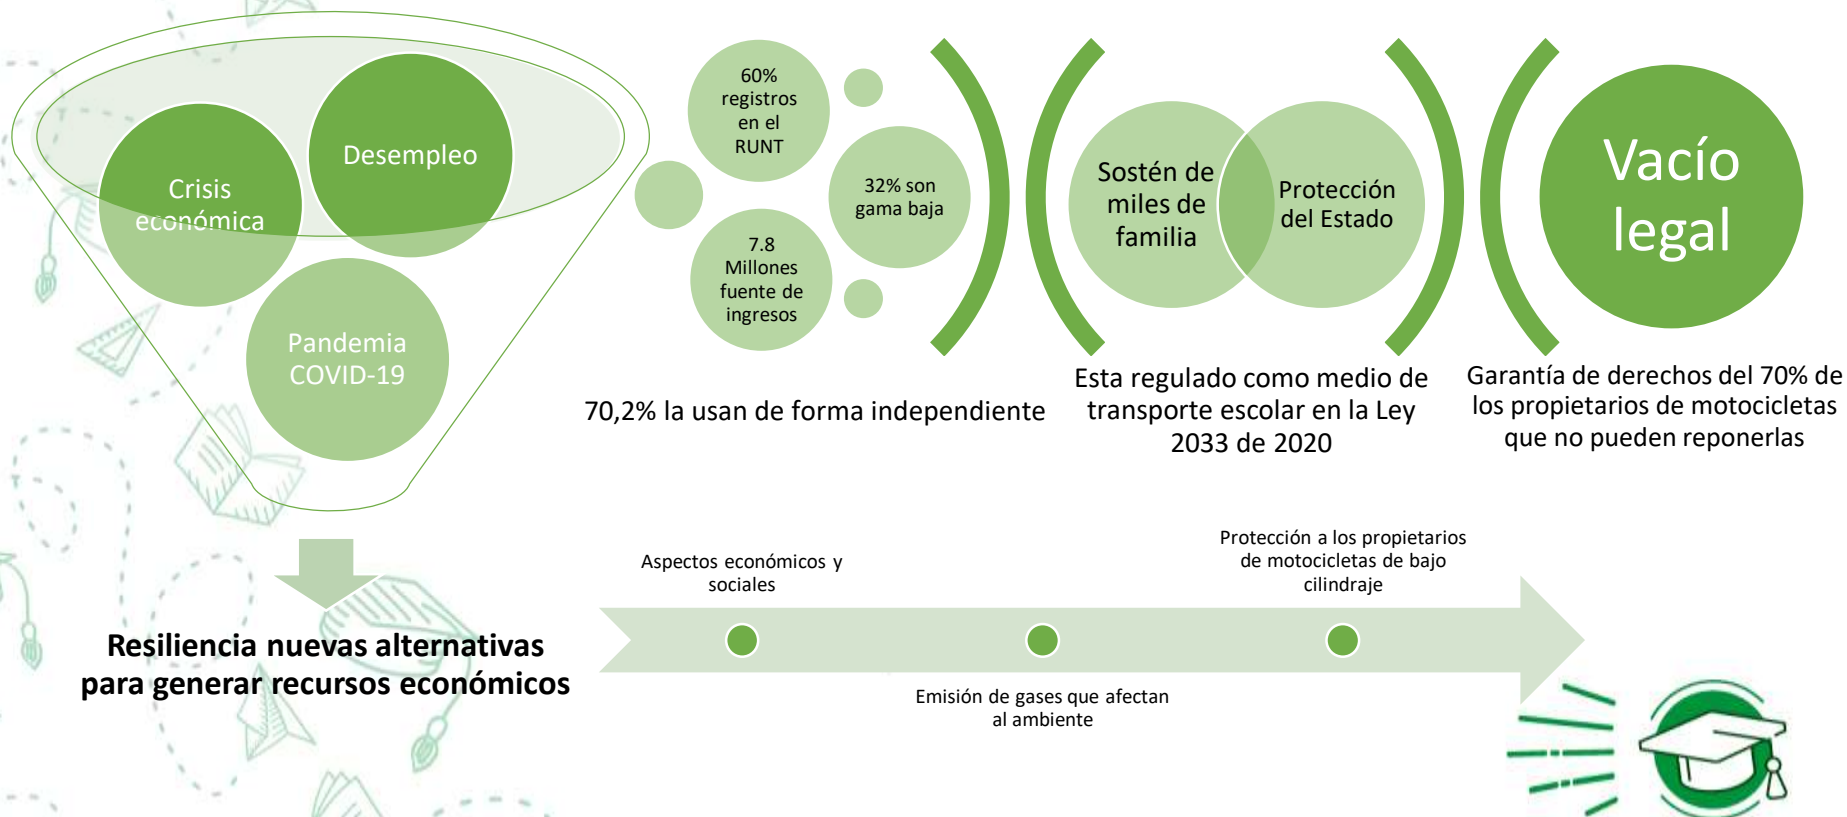 Desempleo
Crisis
económica
Pandemia
COVID-19
Resiliencia nuevas alternativas
para generar recursos económicos
60%
registros
en el
RUNT
32% son
gama baja
7.8
Millones
fuente de
ingresos
70,2% la usan de forma independiente
Sostén de
miles de
familia
Protección
del Estado
Esta regulado como medio de
transporte escolar en la Ley
2033 de 2020
Vacío
legal
Garantía de derechos del 70% de
los propietarios de motocicletas
que no pueden reponerlas
Aspectos económicos y
sociales
Emisión de gases que afectan
al ambiente
Protección a los propietarios
de motocicletas de bajo
cilindraje